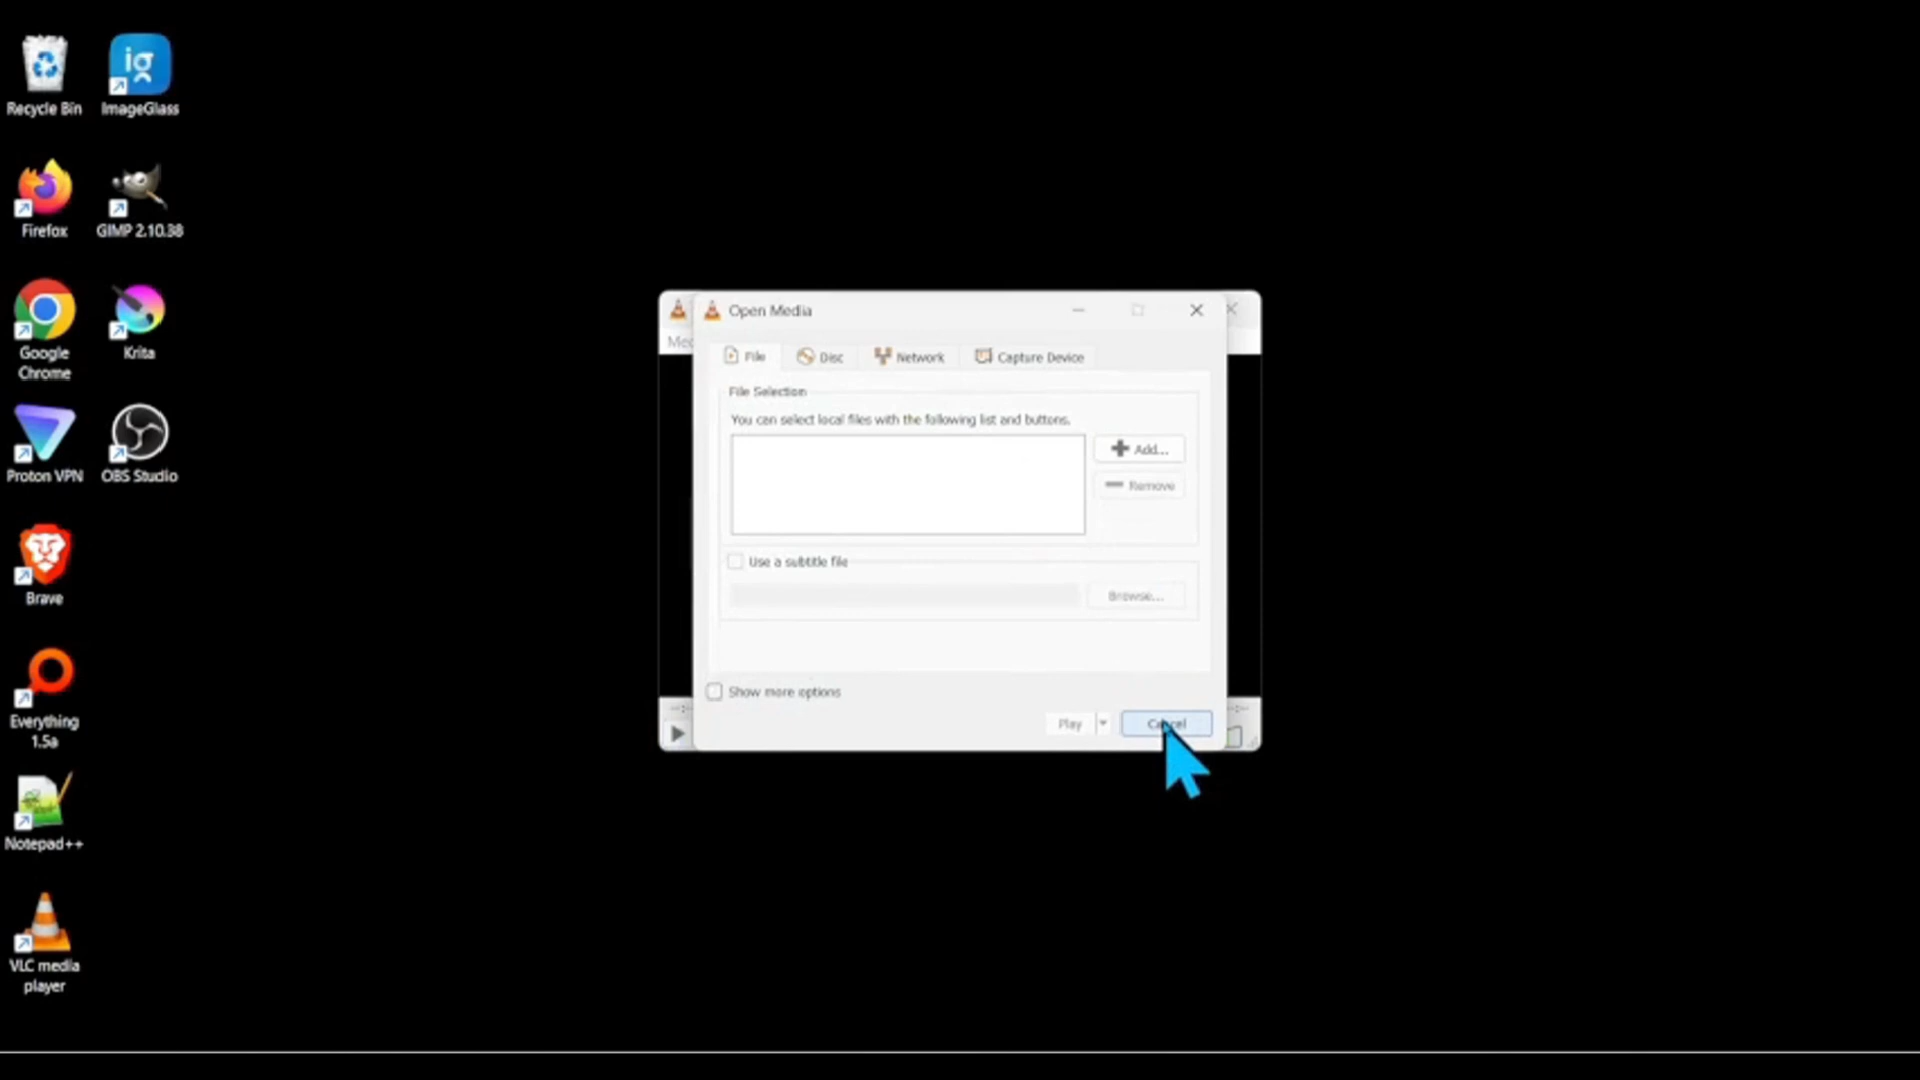 Recycle Bin
ImageGlass
Firefox
GIMP 2.10.38
Google
Chrome
Krita
Proton VPN
OBS Studio
Brave
Everything
1.5a
Notepad++
VLC media
player
Open Media
File
Disc
Network
Capture Device
File Selection
You can select local files with the following list and buttons.
Add...
Remove
Use a subtitle file
Browse...
Show more options
Play
Cancel